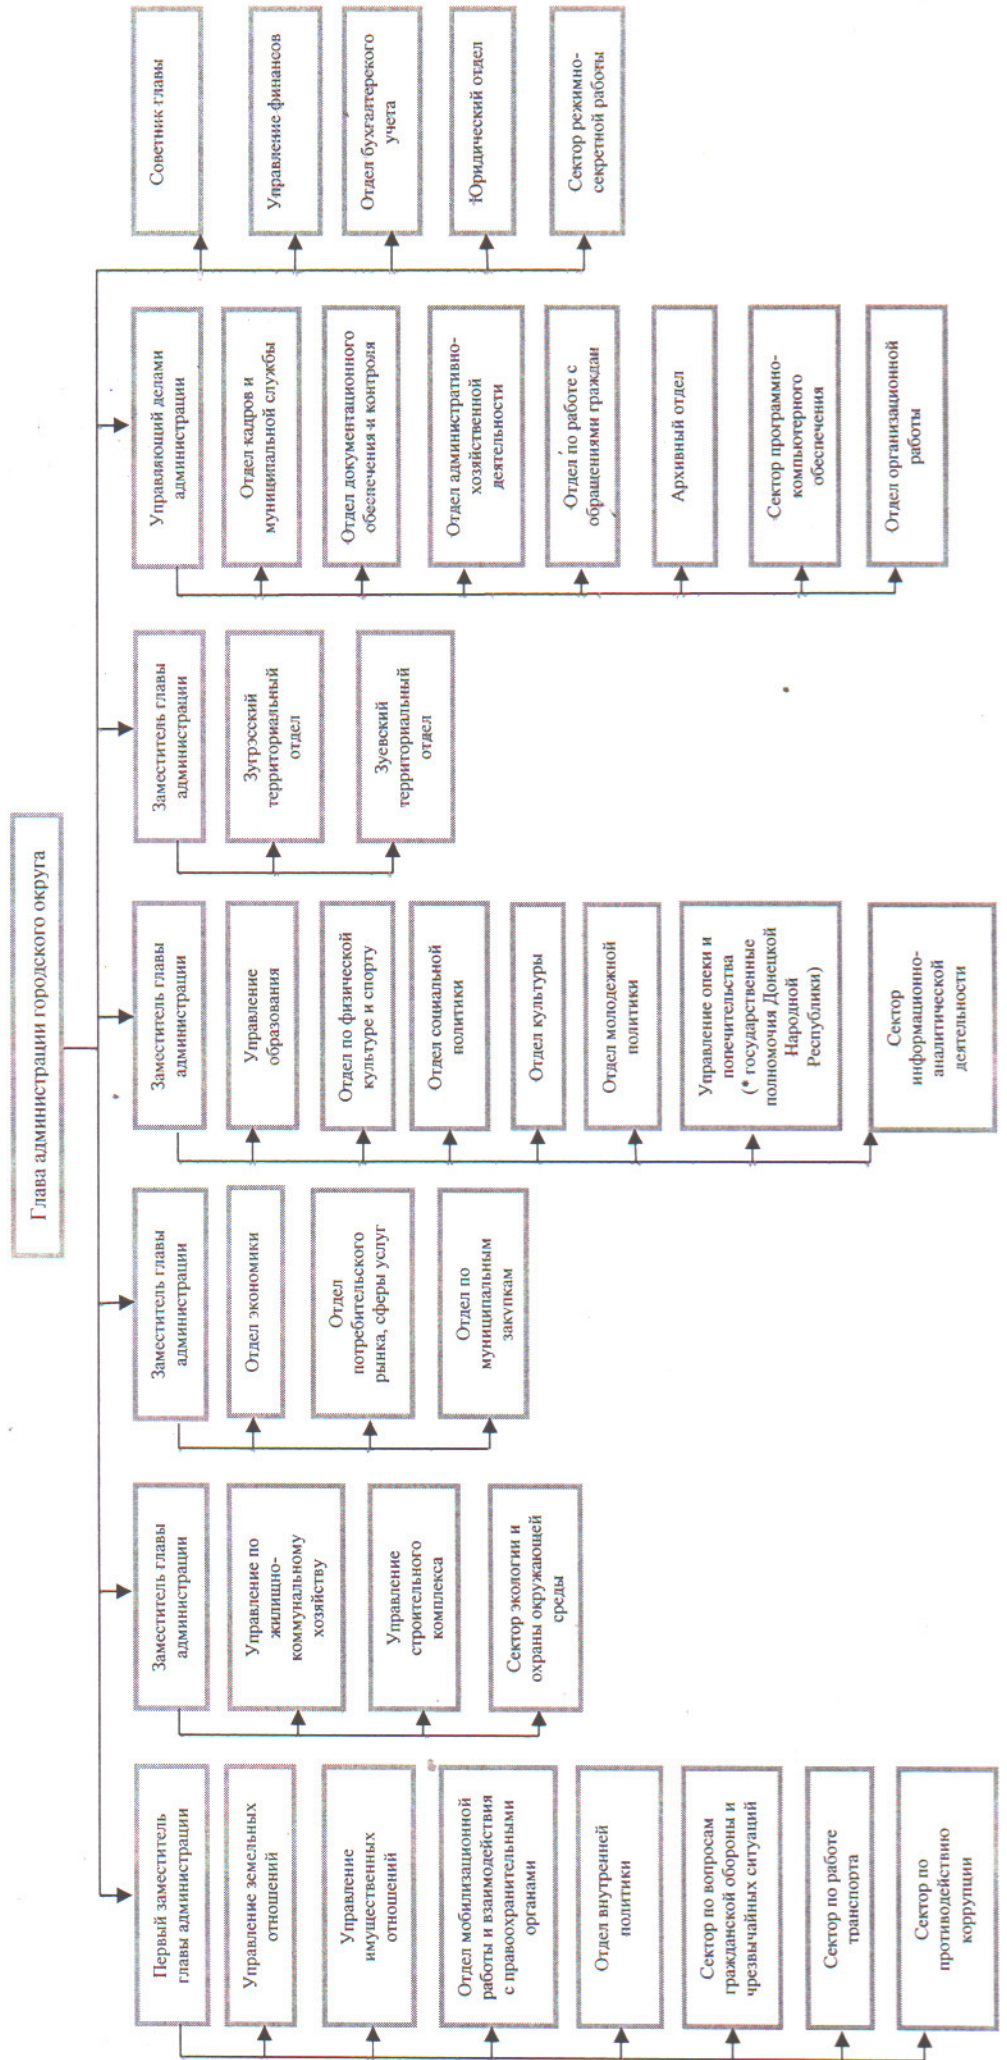 Глава администрации городского округа
Первый заместитель
главы администрации
Управление земельных
отношений
Управление
имущественных
отношений
Отдел мобилизационной
работы и взаимодействия
с правоохранительными
органами
Отдел внутренней
политики
Сектор по вопросам
гражданской обороны и
чрезвычайных ситуаций
Сектор по работе
транспорта
Сектор по
противодействию
коррупции
Заместитель главы
администрации
Управление по
жилищно-
коммунальному
хозяйству
Управление
строительного
комплекса
Сектор экологии и
охраны окружающей
среды
Заместитель главы
администрации
Отдел экономики
Отдел
потребительского
рынка, сферы услуг
Отдел по
муниципальным
закупкам
Заместитель главы
администрации
Управление
образования
Отдел по физической
культуре и спорту
Отдел социальной
политики
Отдел культуры
Отдел молодежной
политики
Управление опеки и
попечительства
(* государственные
полномочия Донецкой
Народной
Республики)
Сектор
информационно-
аналитической
деятельности
Заместитель главы
администрации
Зугрэсский
территориальный
отдел
Зуевский
территориальный
отдел
Управляющий делами
администрации
Отдел кадров и
муниципальной службы
Отдел документационного
обеспечения и контроля
Отдел административно-
хозяйственной
деятельности
Отдел по работе с
обращениями граждан
Архивный отдел
Сектор программно-
компьютерного
обеспечения
Отдел организационной
работы
Советник главы
Управление финансов
Отдел бухгалтерского
учета
Юридический отдел
Сектор режимно-
секретной работы